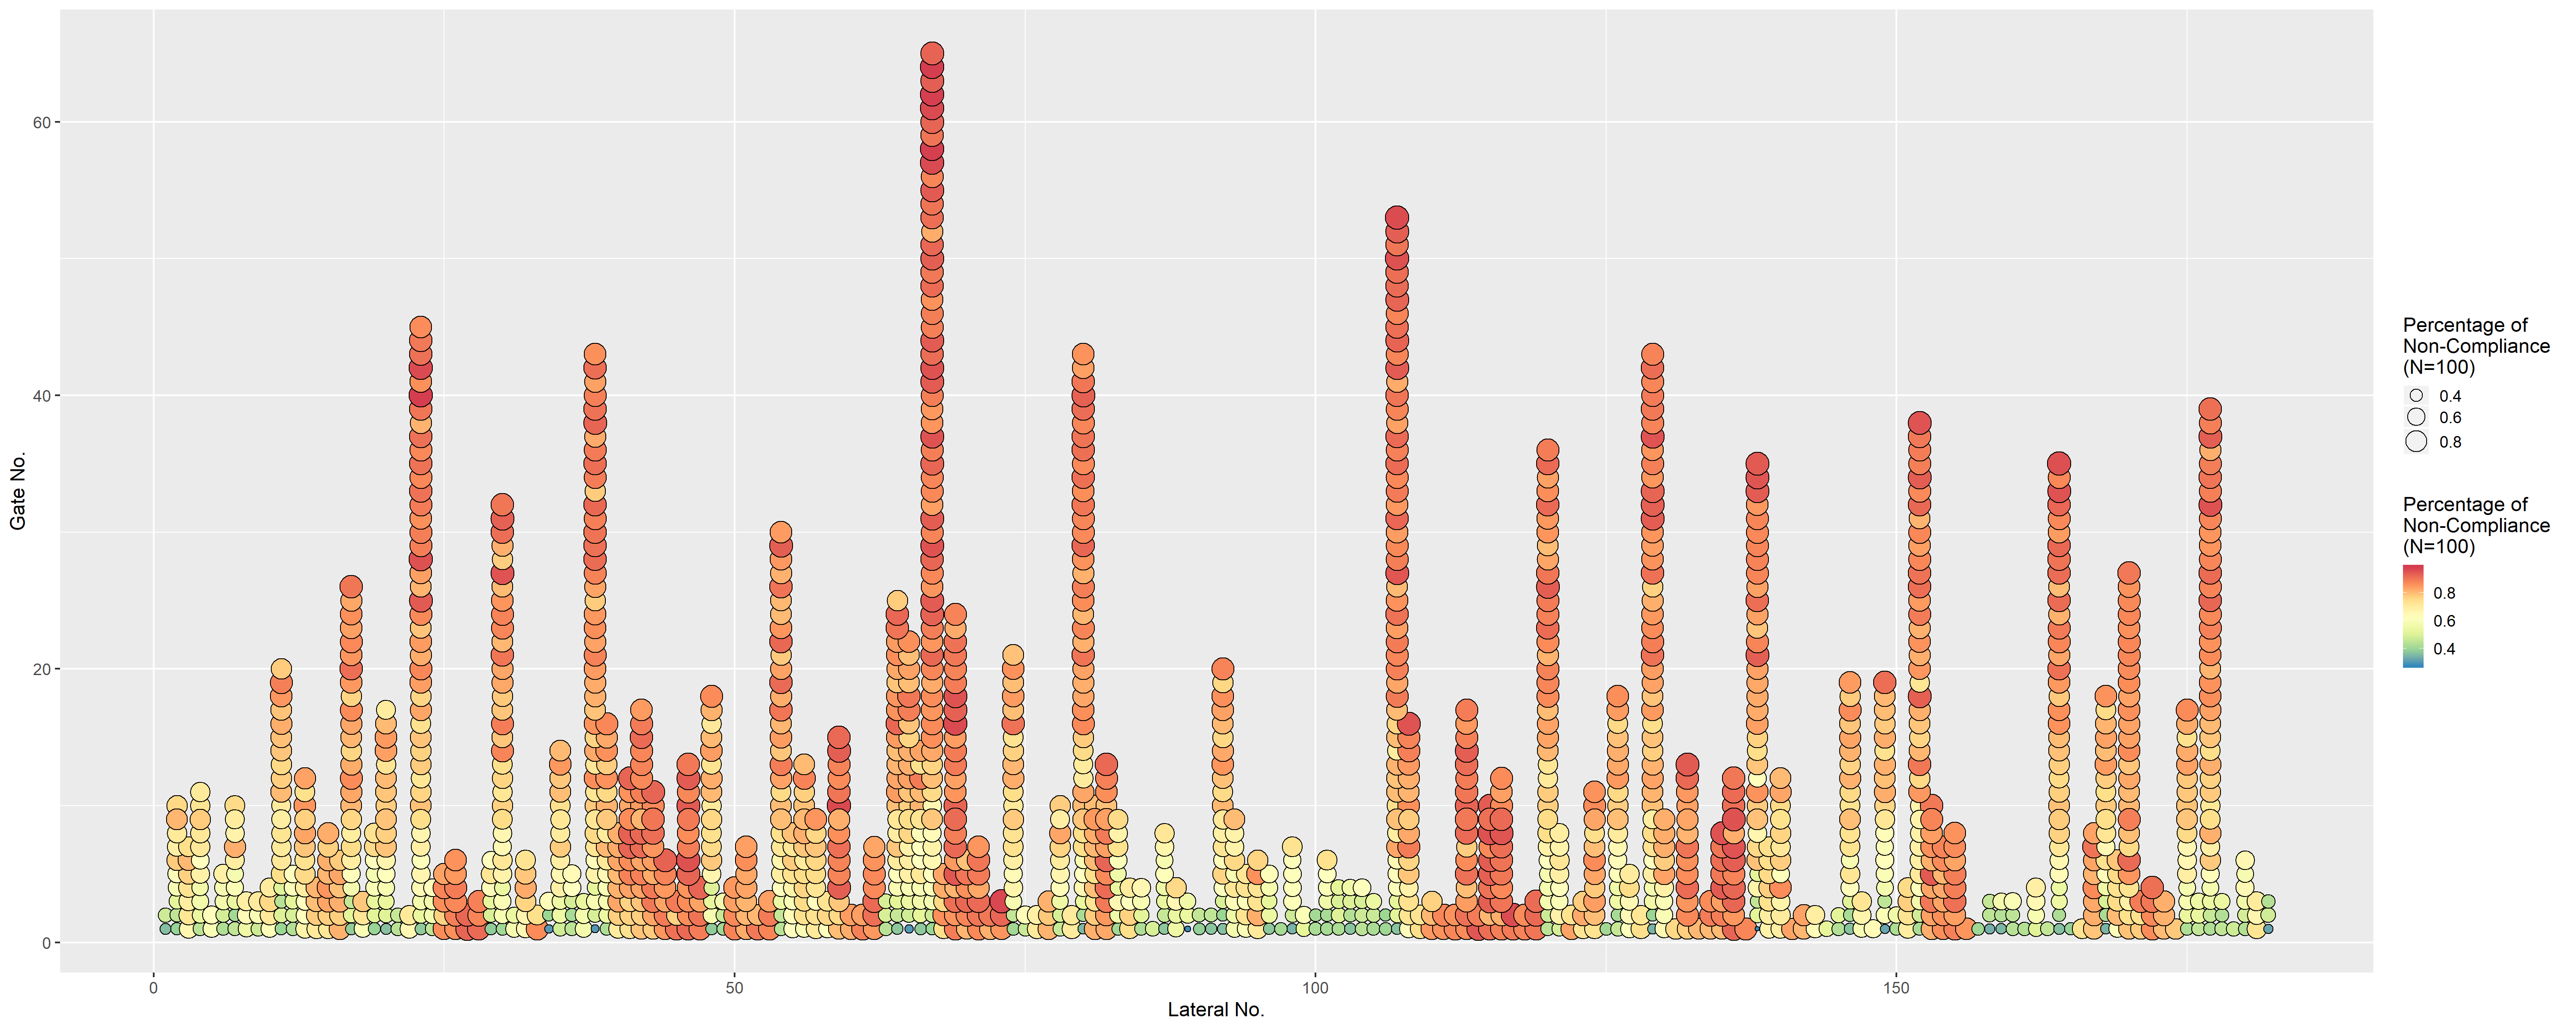 60
40
20
0
Gate No.
0
50
100
150
Lateral No.
Percentage of
Non-Compliance
(N=100)
0.4
0.6
0.8
Percentage of
Non-Compliance
(N=100)
0.8
0.6
0.4